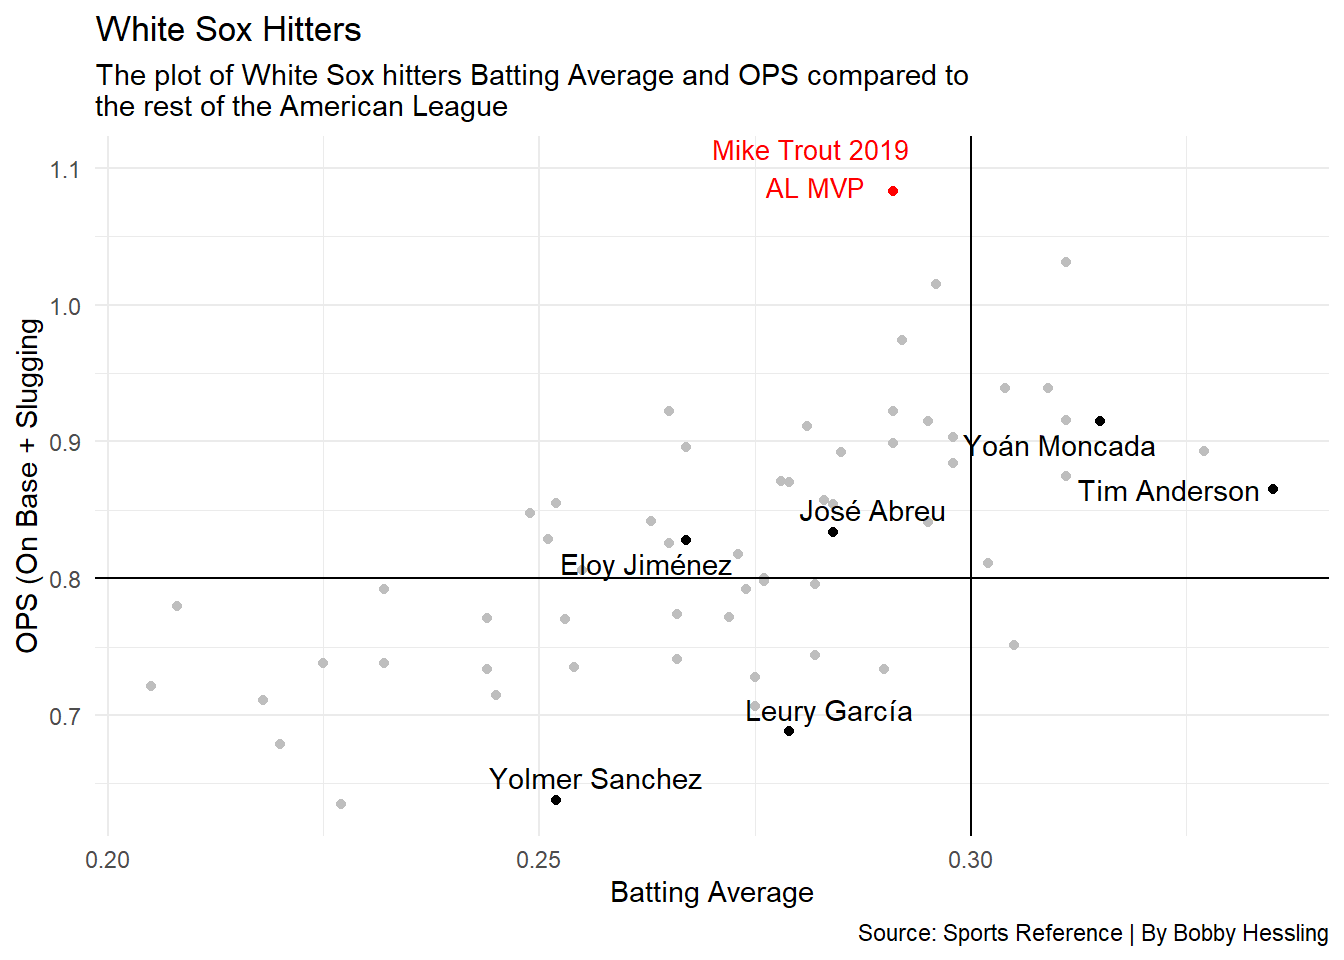 White Sox Hitters
The plot of White Sox hitters Batting Average and OPS compared to
the rest of the American League
Mike Trout 2019
AL MVP
1.1
1.0
0.9
0.8
0.7
OPS (On Base + Slugging
Yoán Moncada
Tim Anderson
José Abreu
Eloy Jiménez
Leury García
Yolmer Sanchez
0.20
0.25
0.30
Batting Average
Source: Sports Reference | By Bobby Hessling